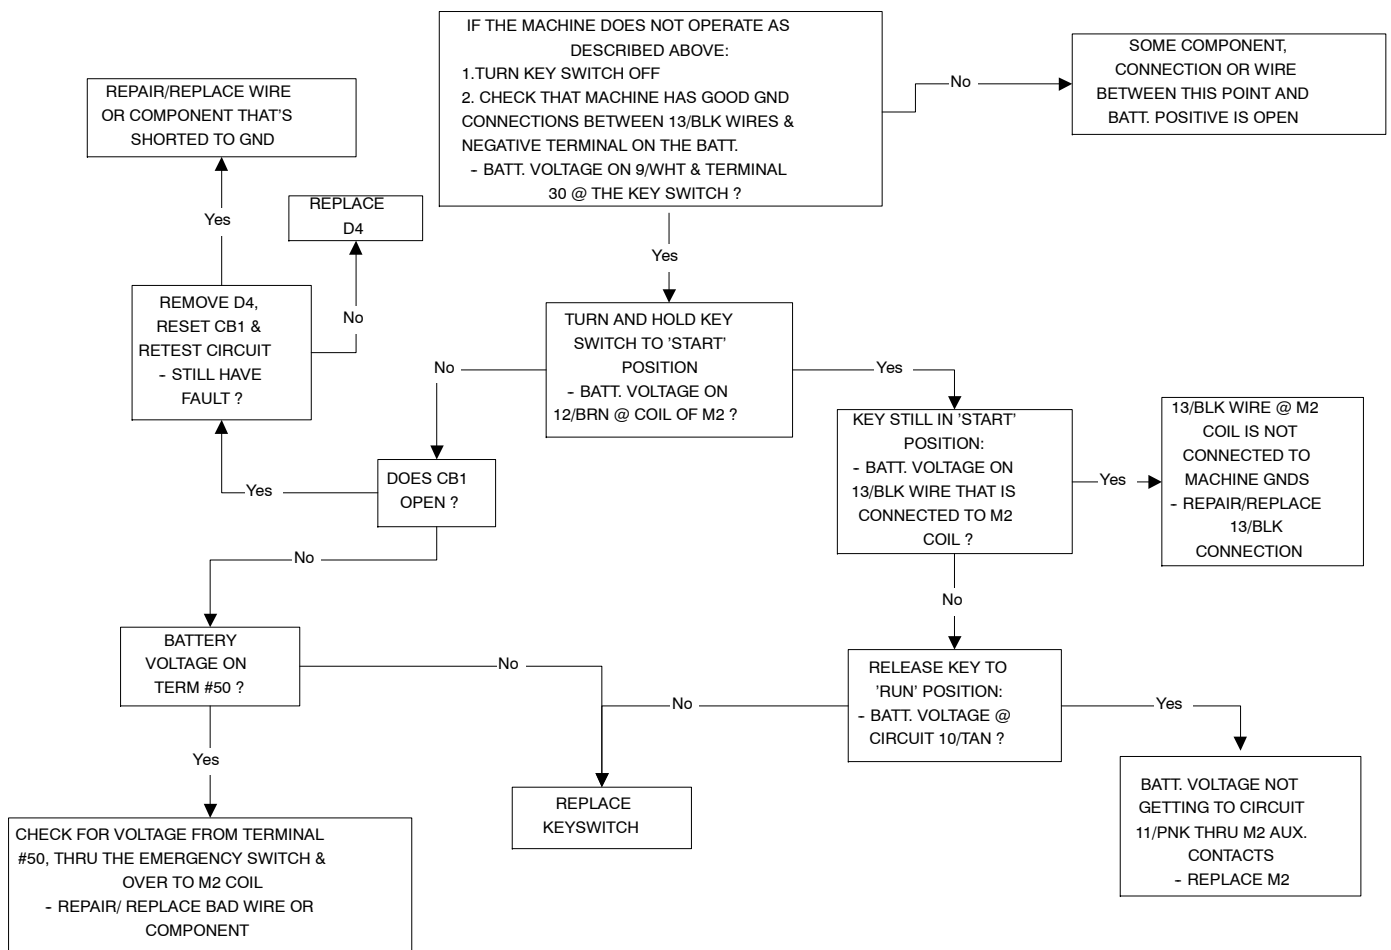 IF THE MACHINE DOES NOT OPERATE AS
DESCRIBED ABOVE:
1.TURN KEY SWITCH OFF
2. CHECK THAT MACHINE HAS GOOD GND
CONNECTIONS BETWEEN 13/BLK WIRES &
NEGATIVE TERMINAL ON THE BATT.
- BATT. VOLTAGE ON 9/WHT & TERMINAL
30 @ THE KEY SWITCH ?
No
SOME COMPONENT,
CONNECTION OR WIRE
BETWEEN THIS POINT AND
BATT. POSITIVE IS OPEN
REPAIR/REPLACE WIRE
OR COMPONENT THAT'S
SHORTED TO GND
Yes
REPLACE
D4
Yes
REMOVE D4,
RESET CB1 &
RETEST CIRCUIT
- STILL HAVE
FAULT ?
No
TURN AND HOLD KEY
SWITCH TO 'START'
POSITION
- BATT. VOLTAGE ON
12/BRN @ COIL OF M2 ?
No
Yes
KEY STILL IN 'START'
POSITION:
- BATT. VOLTAGE ON
13/BLK WIRE THAT IS
CONNECTED TO M2
COIL ?
Yes
13/BLK WIRE @ M2
COIL IS NOT
CONNECTED TO
MACHINE GNDS
- REPAIR/REPLACE
13/BLK
CONNECTION
DOES CB1
OPEN ?
Yes
No
No
BATTERY
VOLTAGE ON
TERM #50 ?
No
RELEASE KEY TO
'RUN' POSITION:
- BATT. VOLTAGE @
CIRCUIT 10/TAN ?
No
Yes
Yes
REPLACE
KEYSWITCH
BATT. VOLTAGE NOT
GETTING TO CIRCUIT
11/PNK THRU M2 AUX.
CONTACTS
- REPLACE M2
CHECK FOR VOLTAGE FROM TERMINAL
#50, THRU THE EMERGENCY SWITCH &
OVER TO M2 COIL
- REPAIR/ REPLACE BAD WIRE OR
COMPONENT